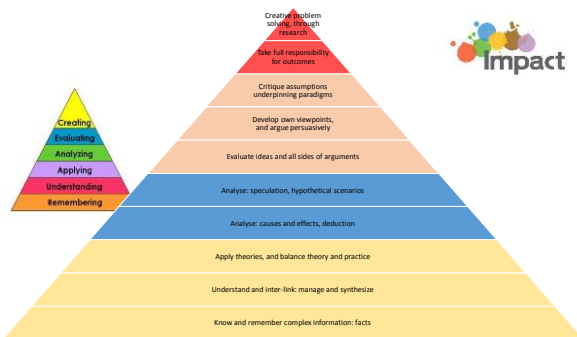 Creative problem
solving, through
research
Take full responsibility
for outcomes
Critique assumptions
underpinning paradigms
Develop own viewpoints,
and argue persuasively
Evaluate ideas and all sides of arguments
Analyse: speculation, hypothetical scenarios
Analyse: causes and effects, deduction
Apply theories, and balance theory and practice
Understand and inter-link: manage and synthesize
Know and remember complex information: facts
Creating
Evaluating
Analyzing
Applying
Understanding
Remembering
Impact